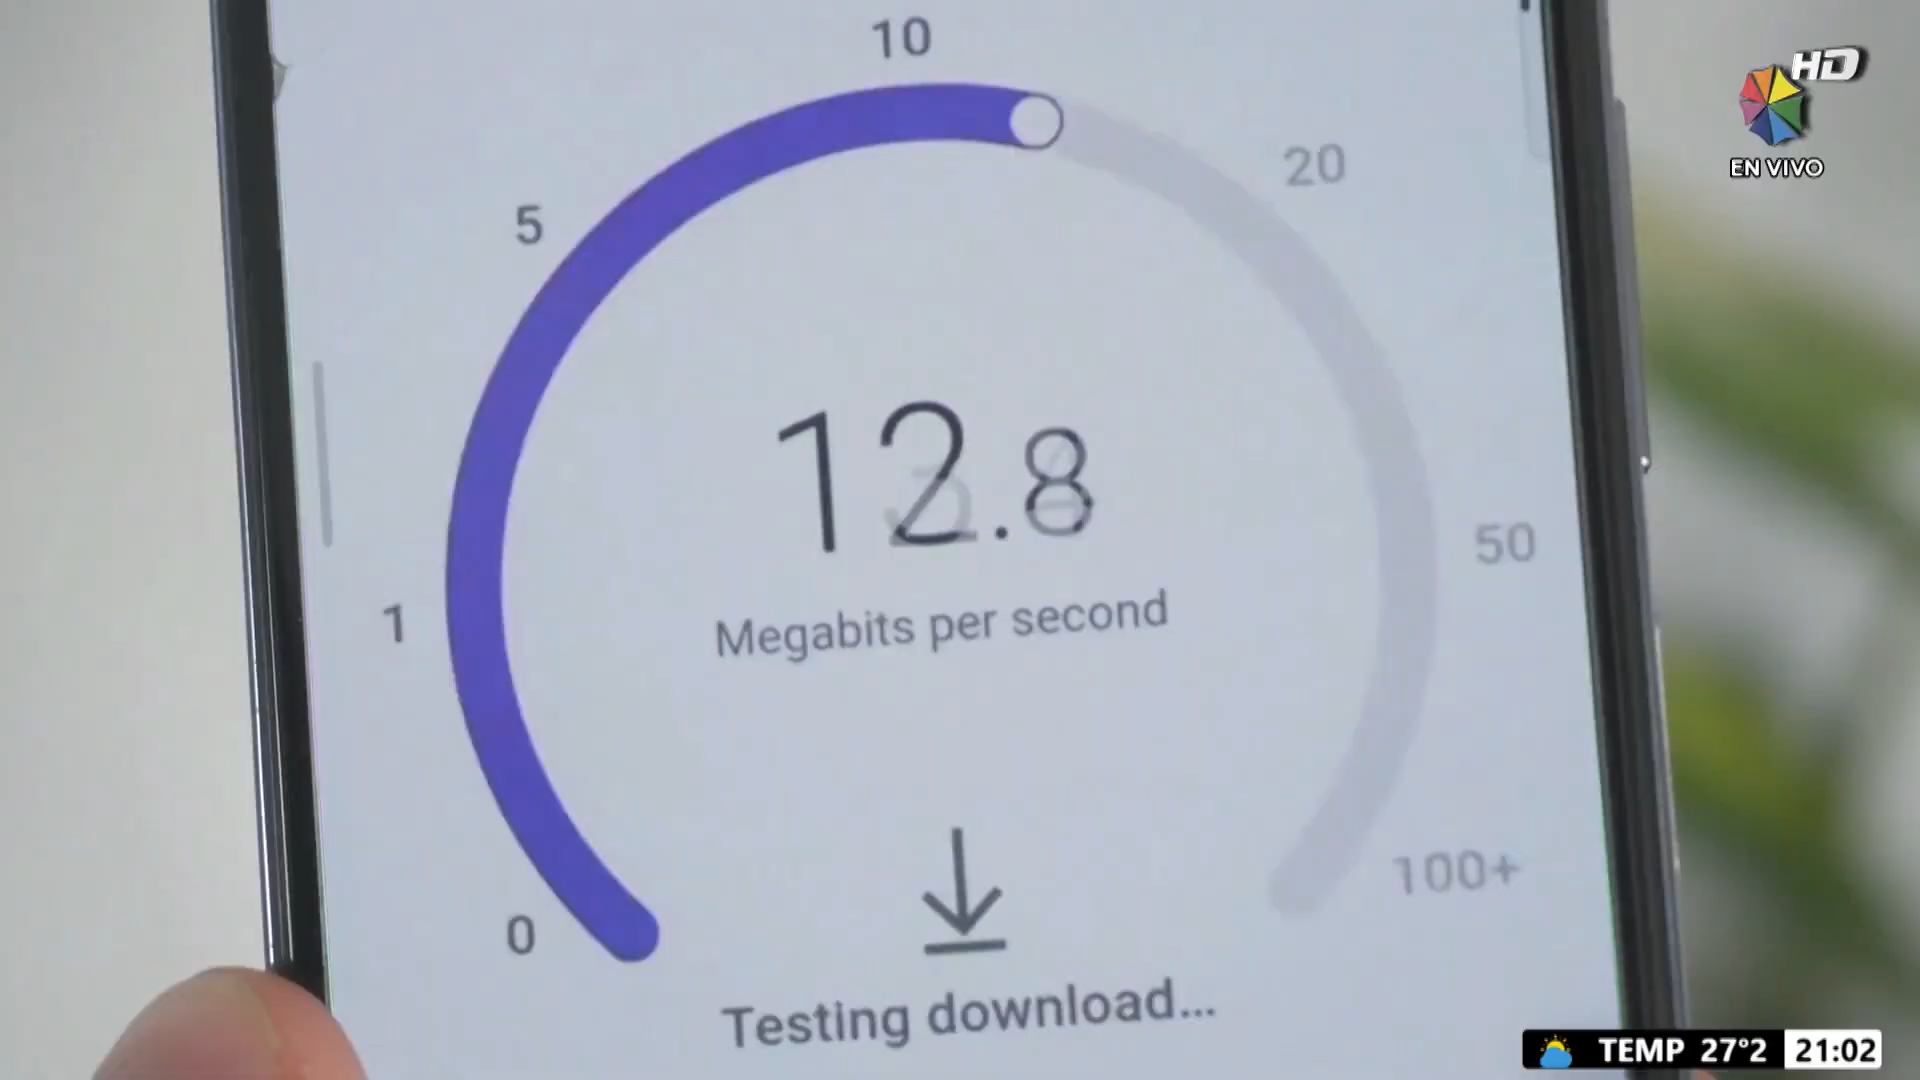 HD
EN VIVO
10
20
5
50
1
12.8
Megabits per second
100+
0
Testing download...
TEMP 27°2 21:02